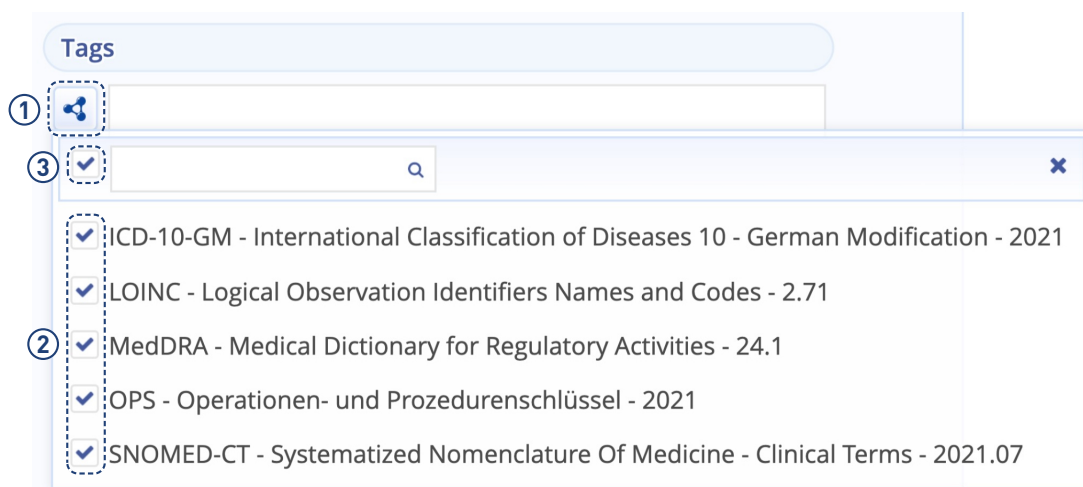 Tags
1
3
ICD-10-GM - International Classification of Diseases 10 - German Modification - 2021
LOINC - Logical Observation Identifiers Names and Codes - 2.71
2 MedDRA - Medical Dictionary for Regulatory Activities - 24.1
OPS - Operationen- und Prozedurenschlüssel - 2021
SNOMED-CT - Systematized Nomenclature Of Medicine - Clinical Terms - 2021.07